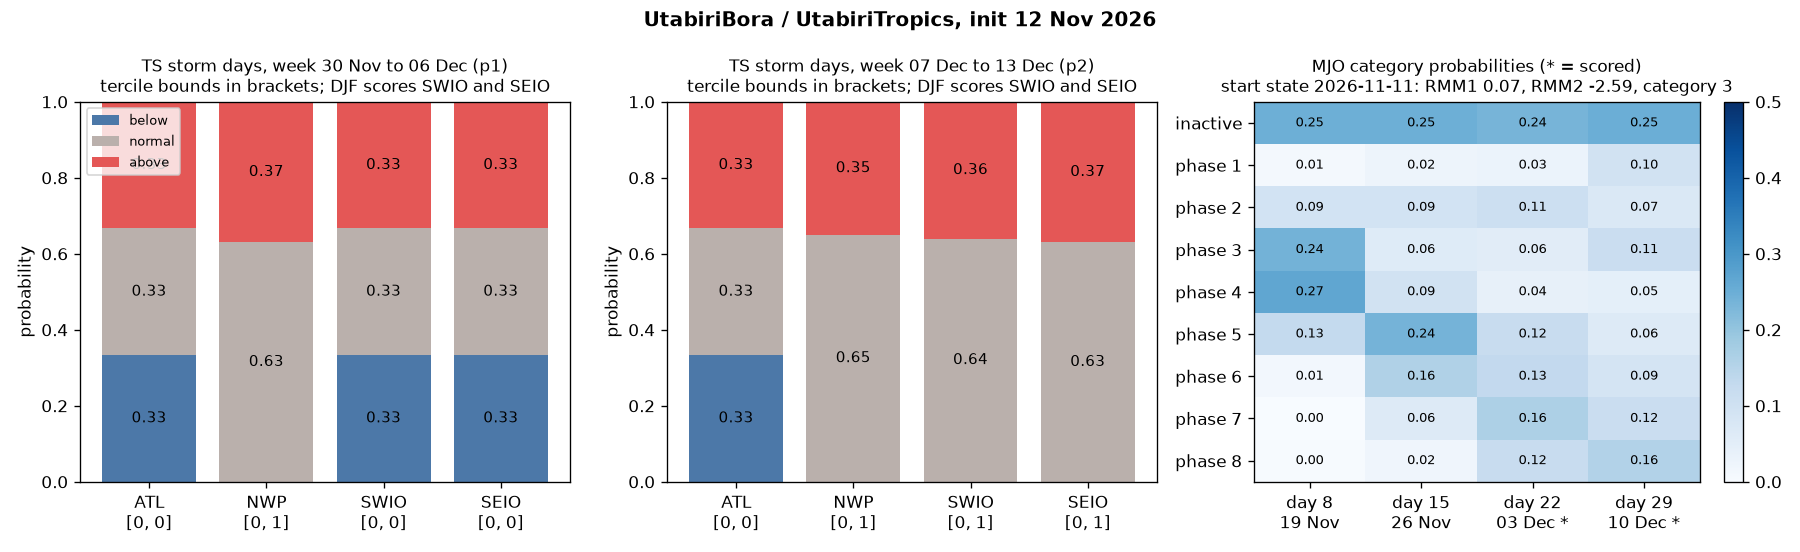 UtabiriBora / UtabiriTropics, init 12 Nov 2026
TS storm days, week 30 Nov to 06 Dec (p1)
tercile bounds in brackets; DJF scores SWIO and SEIO
probability
1.0
0.8
0.6
0.4
0.2
0.0
below
normal
above
0.37 0.33 0.33
0.33 0.33 0.33
0.63
0.33 0.33 0.33
ATL NWP SWIO SEIO
[0, 0] [0, 1] [0, 0] [0, 0]
TS storm days, week 07 Dec to 13 Dec (p2)
tercile bounds in brackets; DJF scores SWIO and SEIO
probability
1.0
0.8
0.6
0.4
0.2
0.0
0.33 0.35 0.36 0.37
0.33
0.65 0.64 0.63
0.33
ATL NWP SWIO SEIO
[0, 0] [0, 1] [0, 1] [0, 1]
MJO category probabilities (* = scored)
start state 2026-11-11: RMM1 0.07, RMM2 -2.59, category 3
inactive 0.25 0.25 0.24 0.25
phase 1 0.01 0.02 0.03 0.10
phase 2 0.09 0.09 0.11 0.07
phase 3 0.24 0.06 0.06 0.11
phase 4 0.27 0.09 0.04 0.05
phase 5 0.13 0.24 0.12 0.06
phase 6 0.01 0.16 0.13 0.09
phase 7 0.00 0.06 0.16 0.12
phase 8 0.00 0.02 0.12 0.16
day 8 day 15 day 22 day 29
19 Nov 26 Nov 03 Dec * 10 Dec *
0.5
0.4
0.3
0.2
0.1
0.0